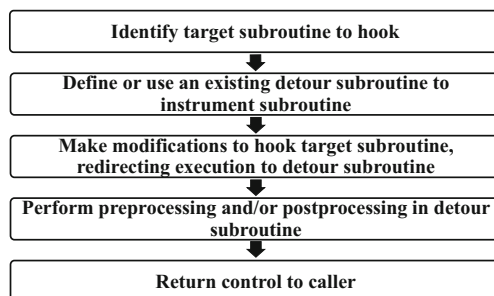 Identify target subroutine to hook
Define or use an existing detour subroutine to
instrument subroutine
Make modifications to hook target subroutine,
redirecting execution to detour subroutine
Perform preprocessing and/or postprocessing in detour
subroutine
Return control to caller